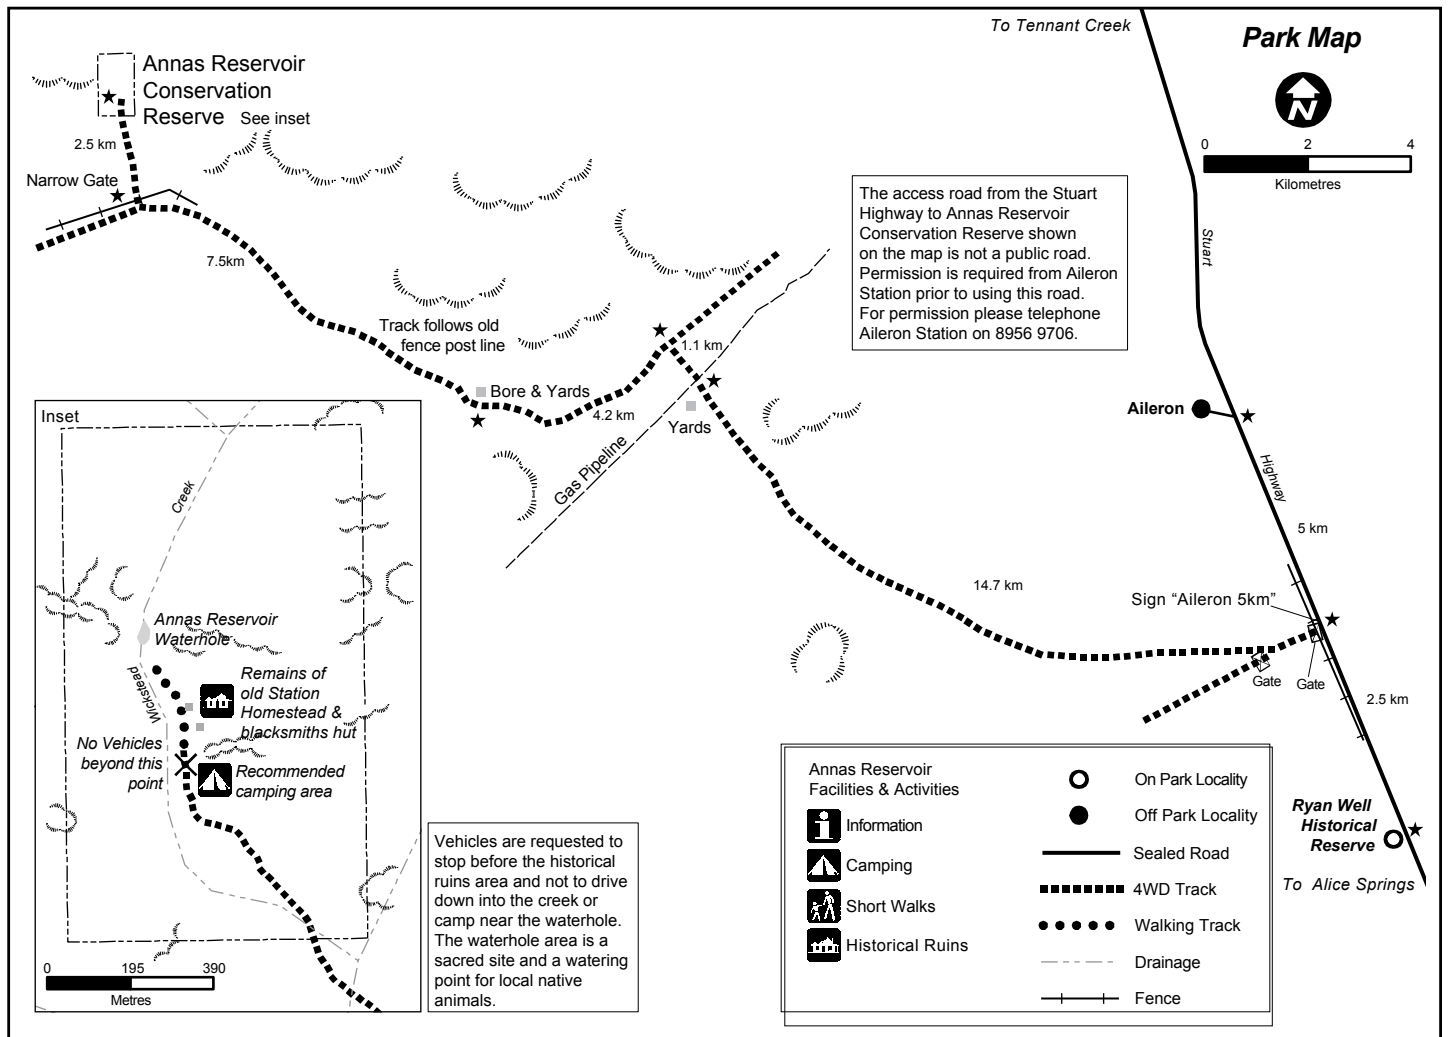 To Tennant Creek
Park Map
N
0 2 4
Kilometres
Annas Reservoir
Conservation
Reserve See inset
2.5 km
Narrow Gate
7.5km
Track follows old
fence post line
Bore & Yards
4.2 km
1.1 km
Yards
Gas Pipeline
The access road from the Stuart
Highway to Annas Reservoir
Conservation Reserve shown
on the map is not a public road.
Permission is required from Aileron
Station prior to using this road.
For permission please telephone
Aileron Station on 8956 9706.
Stuart
Highway
Aileron
5 km
14.7 km
Sign “Aileron 5km”
Gate
Gate
2.5 km
Ryan Well
Historical
Reserve
To Alice Springs
Inset
Creek
Annas Reservoir
Waterhole
Wickstead
Remains of
old Station
Homestead &
blacksmiths hut
No Vehicles
beyond this
point
Recommended
camping area
0 195 390
Metres
Vehicles are requested to
stop before the historical
ruins area and not to drive
down into the creek or
camp near the waterhole.
The waterhole area is a
sacred site and a watering
point for local native
animals.
Annas Reservoir
Facilities & Activities
Information
Camping
Short Walks
Historical Ruins
On Park Locality
Off Park Locality
Sealed Road
4WD Track
Walking Track
Drainage
Fence